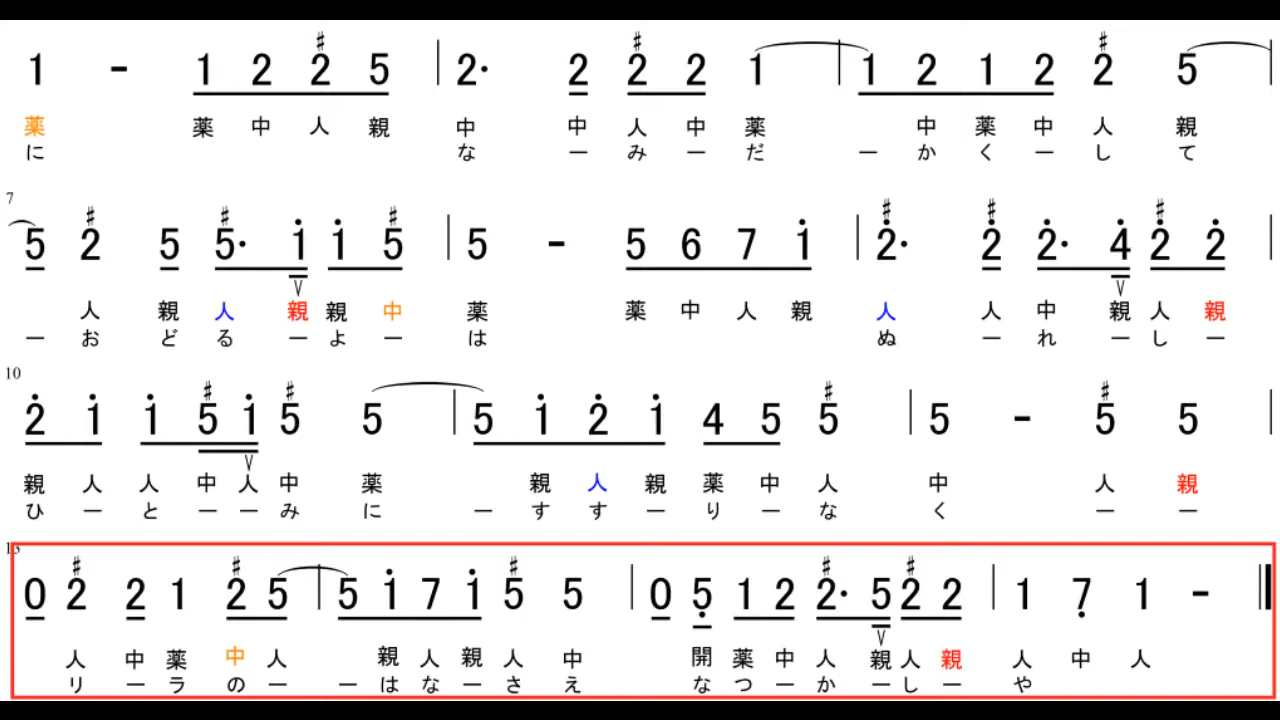 ♯ ♯ ♯
1 - 1 2 2 5 2· 2 2 2 1 1 2 1 2 2 5
薬 薬 中 人 親 中 中 人 中 薬 中 薬 中 人 親
に な ー み ー だ ー か く ー し て
7
♯ ♯ ♯ ♯ ♯ ♯
5 2 5 5· 1 1 5 5 - 5 6 7 1 2· 2 2· 4 2 2
V V
人 親 人 親 親 中 薬 薬 中 人 親 人 人 中 親 人 親
ー お ど る ー よ ー は ぬ ー れ ー し ー
10
♯ ♯ ♯ ♯
2 1 1 5 1 5 5 5 1 2 1 4 5 5 5 - 5 5
V
親 人 人 中 人 中 薬 親 人 親 薬 中 人 中 人 親
ひ ー と ー ー み に ー す す ー り ー な く ー ー
13
♯ ♯ ♯ ♯ ♯
0 2 2 1 2 5 5 1 7 1 5 5 0 5 1 2 2· 5 2 2 1 7 1 -
V
人 中 薬 中 人 親 人 親 人 中 開 薬 中 人 親 人 親 人 中 人
リ ー ラ の ー ー は な ー さ え な つ ー か ー し ー や